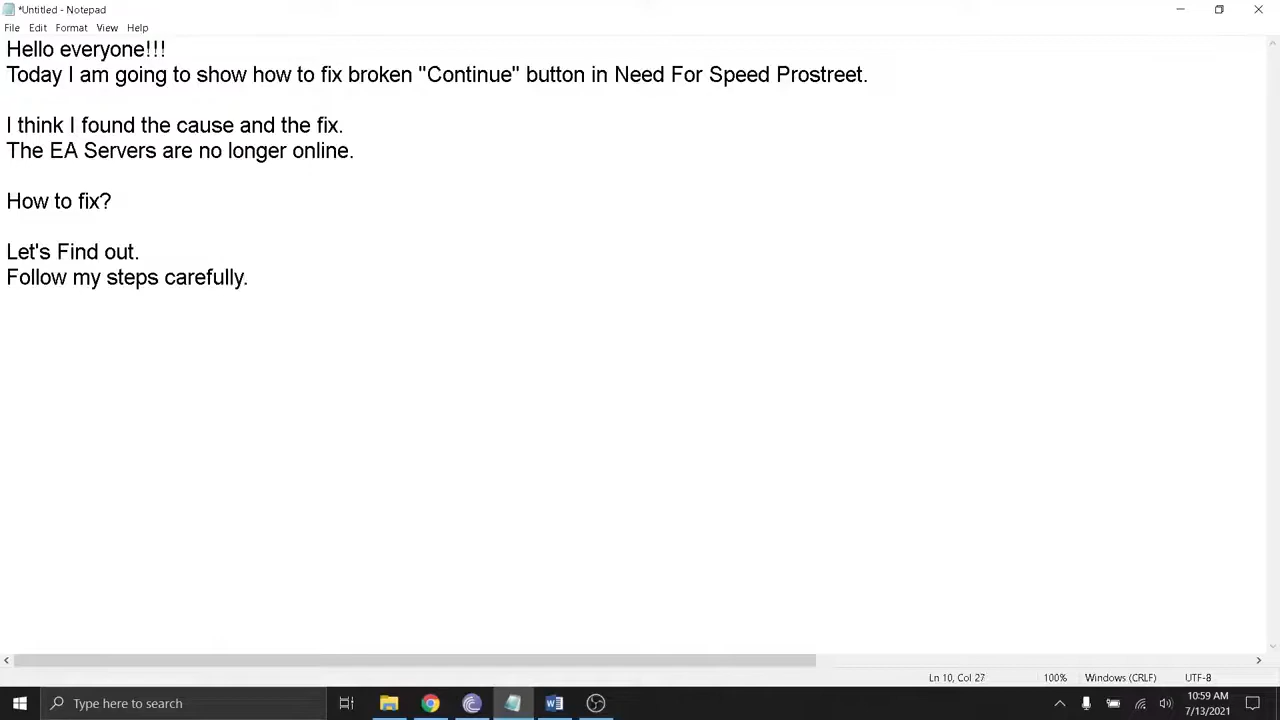 *Untitled - Notepad
File Edit Format View Help
Hello everyone!!!
Today I am going to show how to fix broken "Continue" button in Need For Speed Prostreet.
I think I found the cause and the fix.
The EA Servers are no longer online.
How to fix?
Let's Find out.
Follow my steps carefully.
Ln 10, Col 27 100% Windows (CRLF) UTF-8
Type here to search
10:59 AM
7/13/2021